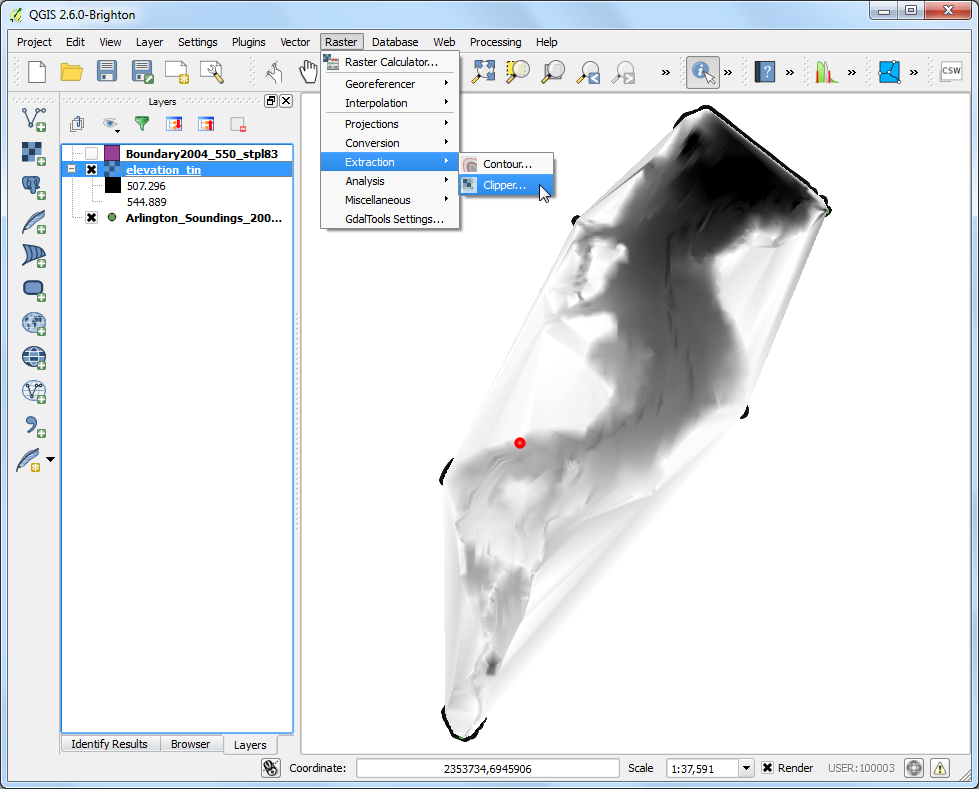 QGIS 2.6.0-Brighton
Project Edit View Layer Settings Plugins Vector Raster Database Web Processing Help
» » » » » CSW
Layers
Boundary2004_550_stpl83
elevation_tin
507.296
544.889
Arlington_Soundings_200...
Raster Calculator...
Georeferencer
Interpolation
Projections
Conversion
Extraction
Analysis
Miscellaneous
GdalTools Settings...
Contour...
Clipper...
Identify Results Browser Layers
Coordinate: 2353734,6945906 Scale 1:37,591 Render USER:100003